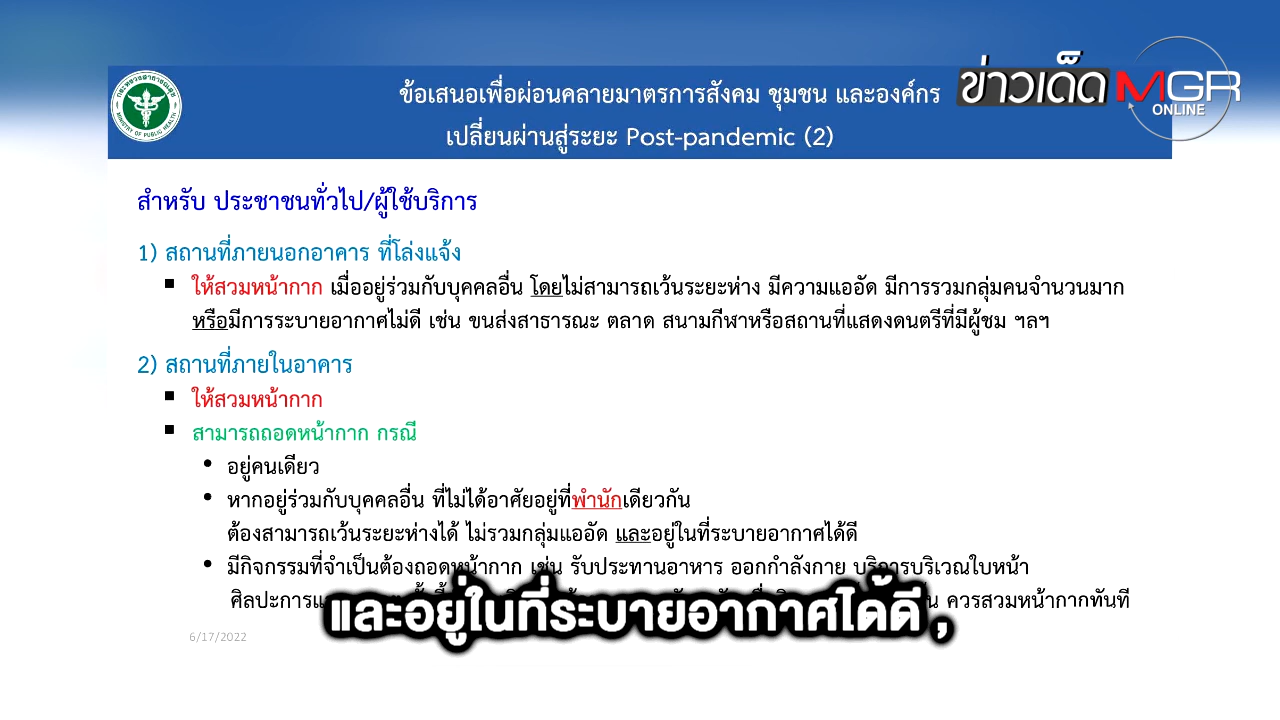 กระทรวงสาธารณสุข
MINISTRY OF PUBLIC HEALTH
ข้อเสนอเพื่อผ่อนคลายมาตรการสังคม ชุมชน และองค์กร
เปลี่ยนผ่านสู่ระยะ Post-pandemic (2)
ข่าวเด็ด MGR
ONLINE
สำหรับ ประชาชนทั่วไป/ผู้ใช้บริการ
1) สถานที่ภายนอกอาคาร ที่โล่งแจ้ง
▪ ให้สวมหน้ากาก เมื่ออยู่ร่วมกับบุคคลอื่น โดยไม่สามารถเว้นระยะห่าง มีความแออัด มีการรวมกลุ่มคนจำนวนมาก
หรือมีการระบายอากาศไม่ดี เช่น ขนส่งสาธารณะ ตลาด สนามกีฬาหรือสถานที่แสดงดนตรีที่มีผู้ชม ฯลฯ
2) สถานที่ภายในอาคาร
▪ ให้สวมหน้ากาก
▪ สามารถถอดหน้ากาก กรณี
• อยู่คนเดียว
• หากอยู่ร่วมกับบุคคลอื่น ที่ไม่ได้อาศัยอยู่ที่พำนักเดียวกัน
ต้องสามารถเว้นระยะห่างได้ ไม่รวมกลุ่มแออัด และอยู่ในที่ระบายอากาศได้ดี
• มีกิจกรรมที่จำเป็นต้องถอดหน้ากาก เช่น รับประทานอาหาร ออกกำลังกาย บริการบริเวณใบหน้า
ควรสวมหน้ากากทันที
และอยู่ในที่ระบายอากาศได้ดี ,
6/17/2022